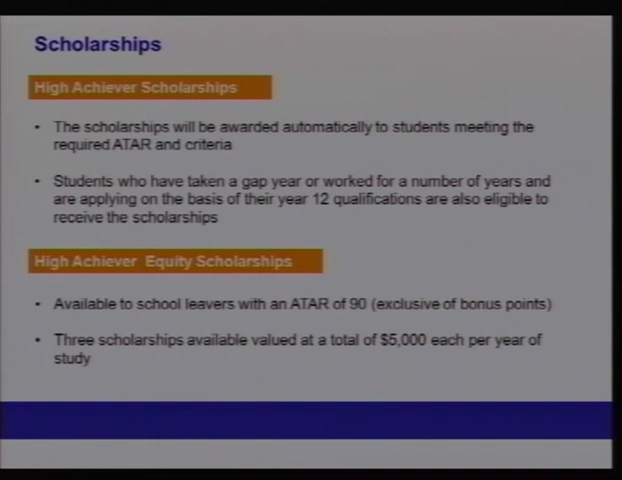 Scholarships
High Achiever Scholarships
• The scholarships will be awarded automatically to students meeting the
required ATAR and criteria
• Students who have taken a gap year or worked for a number of years and
are applying on the basis of their year 12 qualifications are also eligible to
receive the scholarships
High Achiever Equity Scholarships
• Available to school leavers with an ATAR of 90 (exclusive of bonus points)
• Three scholarships available valued at a total of $5,000 each per year of
study